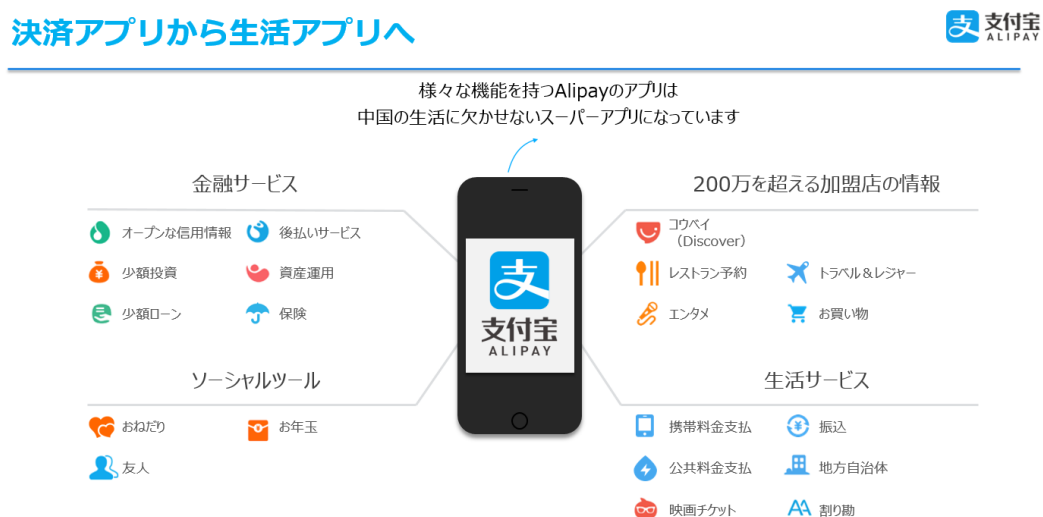 決済アプリから生活アプリへ
支付宝
ALIPAY
様々な機能を持つAlipayのアプリは
中国の生活に欠かせないスーパーアプリになっています
金融サービス
オープンな信用情報
後払いサービス
少額投資
資産運用
少額ローン
保険
ソーシャルツール
おねだり
お年玉
友人
支
支付宝
ALIPAY
200万を超える加盟店の情報
コウベイ
（Discover）
レストラン予約
トラベル＆レジャー
エンタメ
お買い物
生活サービス
携帯料金支払
振込
公共料金支払
地方自治体
映画チケット
割り勘